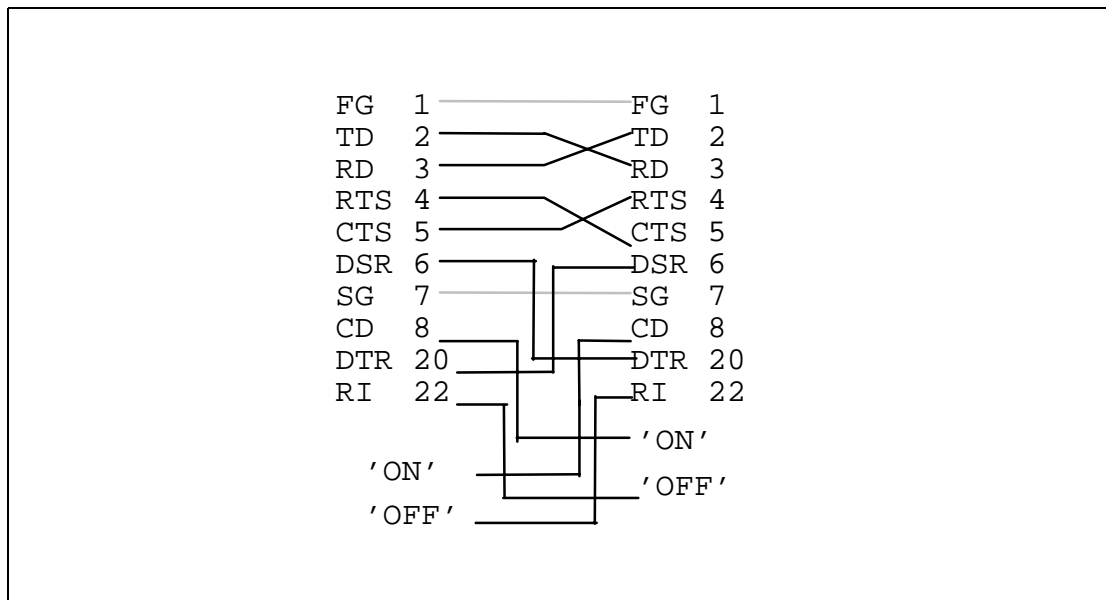 FG 1 FG 1
TD 2 TD 2
RD 3 RD 3
RTS 4 RTS 4
CTS 5 CTS 5
DSR 6 DSR 6
SG 7 SG 7
CD 8 CD 8
DTR 20 DTR 20
RI 22 RI 22
'ON'
'ON'
'OFF'
'OFF'